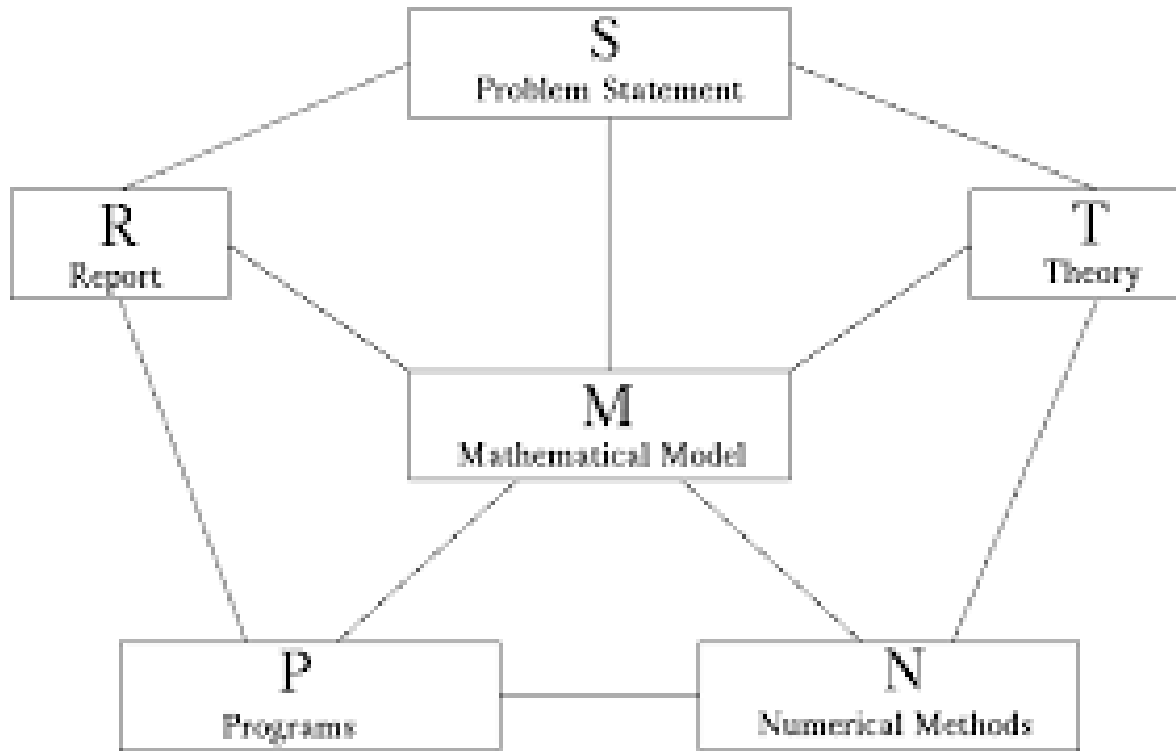 S
Problem Statement
R
Report
T
Theory
M
Mathematical Model
P
Programs
N
Numerical Methods